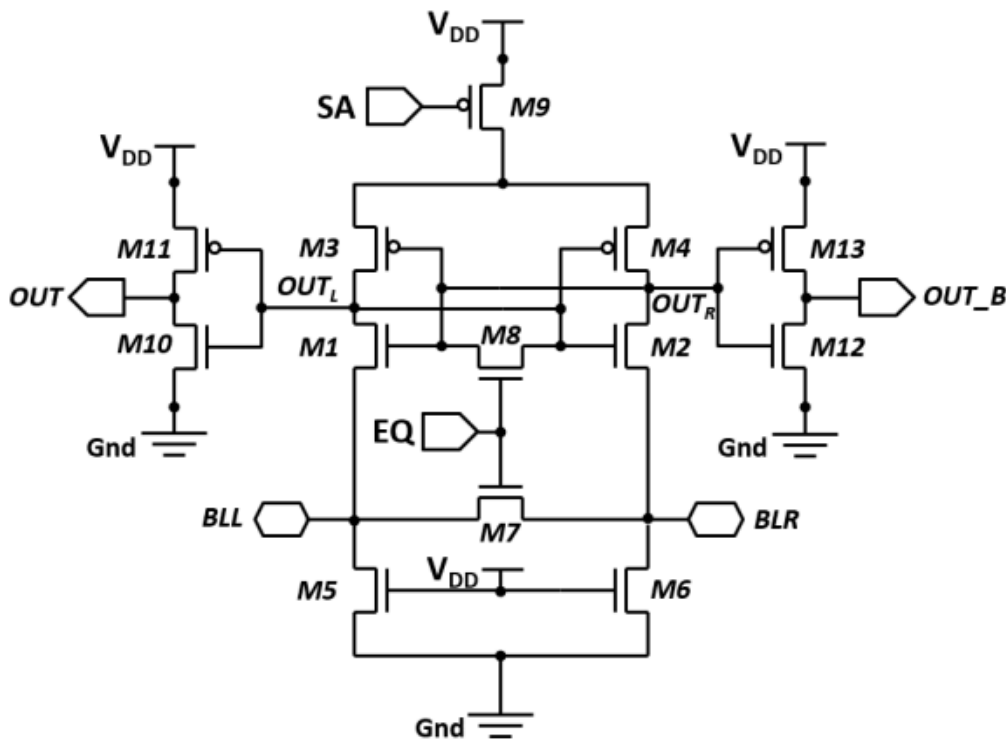 V_DD
SA
M9
V_DD
V_DD
M11
M3
M4
M13
OUT
OUT_L
OUT_R
OUT_B
M10
M1
M8
M2
M12
EQ
Gnd
Gnd
BLL
M7
BLR
M5
V_DD
M6
Gnd